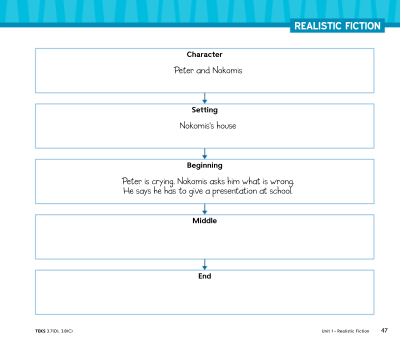 REALISTIC FICTION
Character
Peter and Nokomis
Setting
Nokomis's house
Beginning
Peter is crying. Nokomis asks him what is wrong.
He says he has to give a presentation at school.
Middle
End
TEKS 3.7(D), 3.8(C)
Unit 1 • Realistic Fiction 47